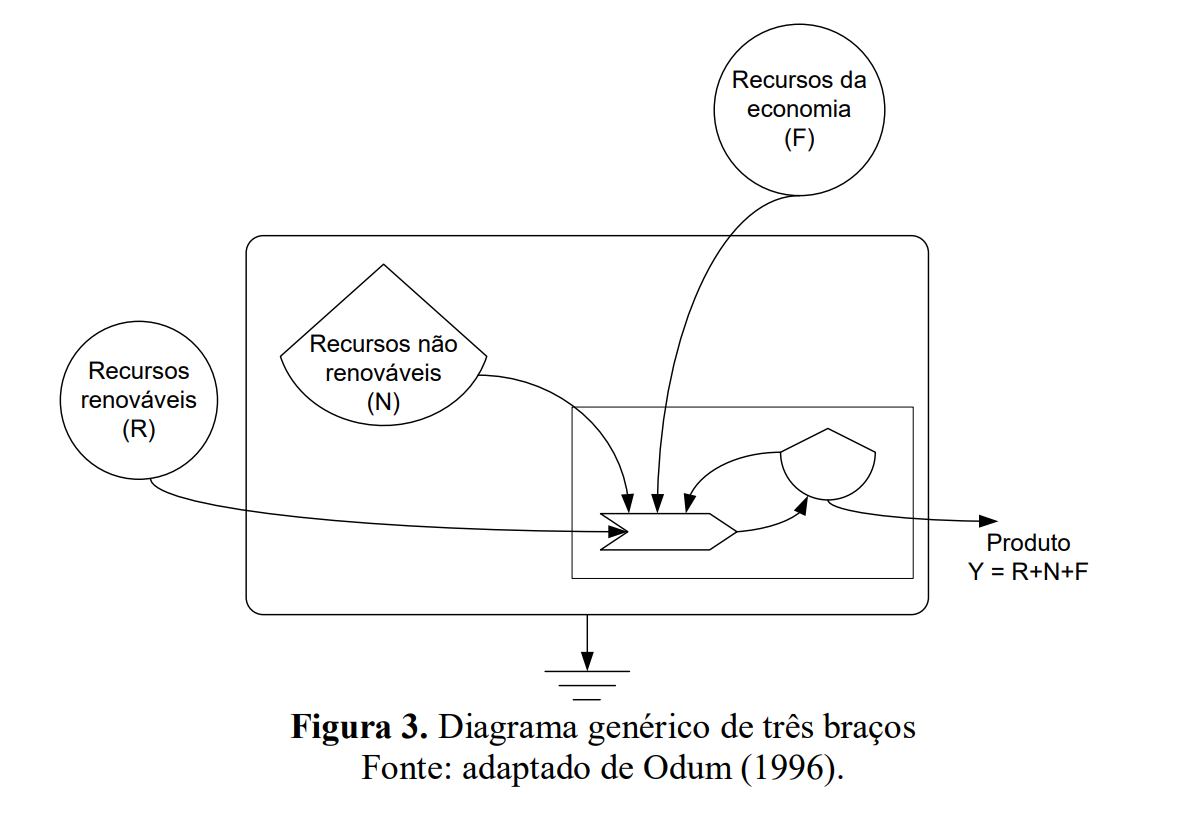 Recursos da
economia
(F)
Recursos não
renováveis
(N)
Recursos
renováveis
(R)
Produto
Y = R+N+F
Figura 3. Diagrama genérico de três braços
Fonte: adaptado de Odum (1996).